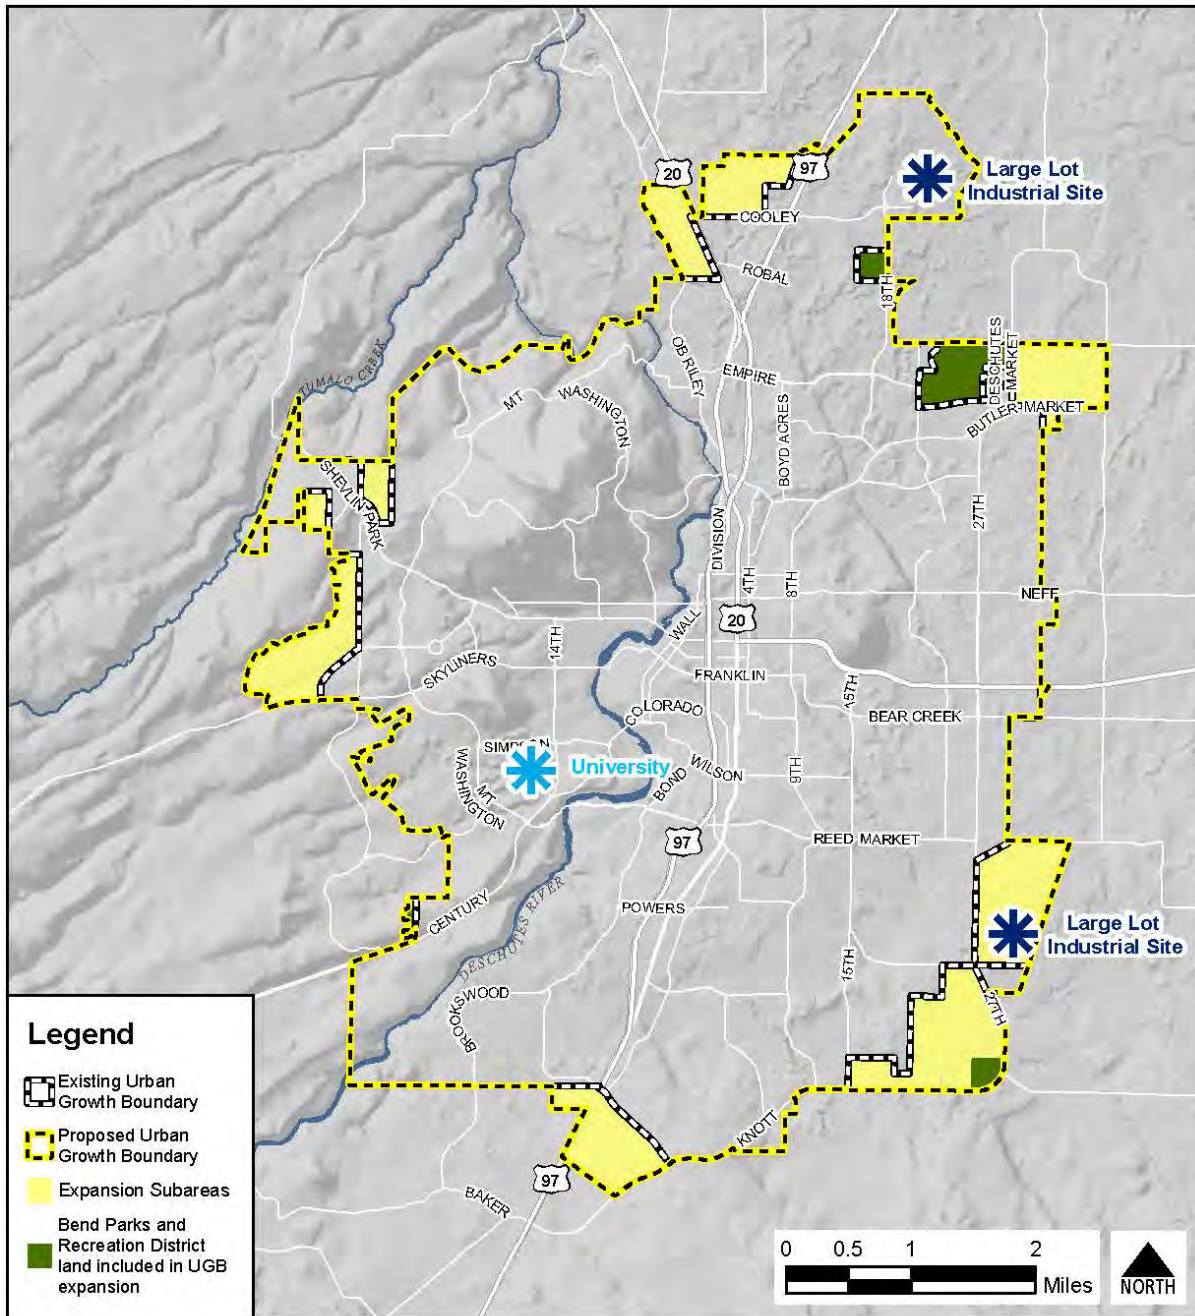 20
97
Large Lot
Industrial Site
COOLEY
ROBAL
18TH
OB RILEY
EMPIRE
DESCHUTES
MARKET
TUMALO CREEK
MT
WASHINGTON
BOYD ACRES
BUTLER MARKET
SHEVLIN PARK
27TH
DIVISION
4TH
8TH
NEFF
WALL
20
14TH
SKYLINERS
FRANKLIN
15TH
COLORADO
BEAR CREEK
SIMPSON
University
WILSON
9TH
WASHINGTON
MT
BOND
97
REED MARKET
CENTURY
POWERS
DESCHUTES RIVER
Large Lot
Industrial Site
15TH
BROOKSWOOD
27TH
KNOTT
97
BAKER
Legend
Existing Urban
Growth Boundary
Proposed Urban
Growth Boundary
Expansion Subareas
Bend Parks and
Recreation District
land included in UGB
expansion
0 0.5 1 2
Miles
NORTH